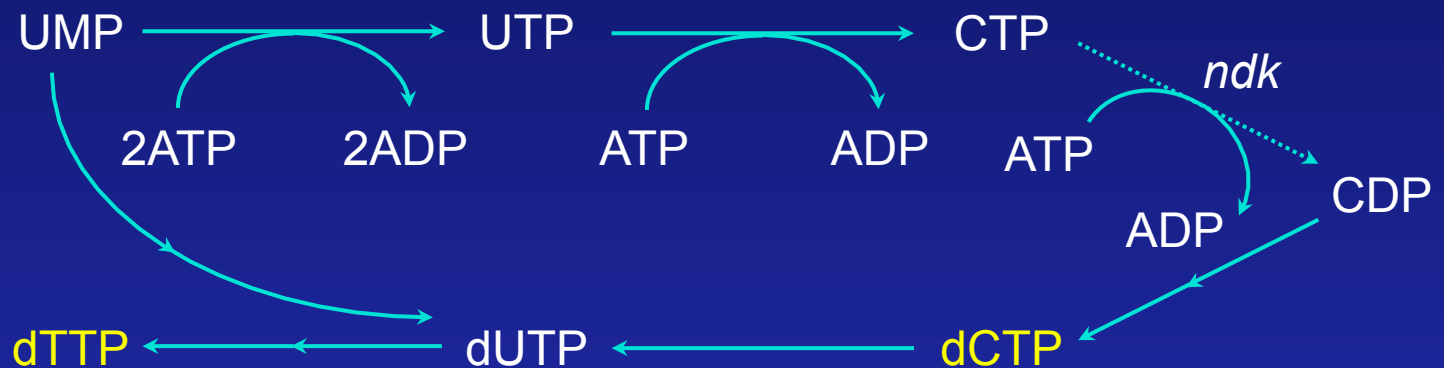 UMP UTP CTP
ndk
2ATP 2ADP ATP ADP ATP
CDP
ADP
dTTP dUTP dCTP